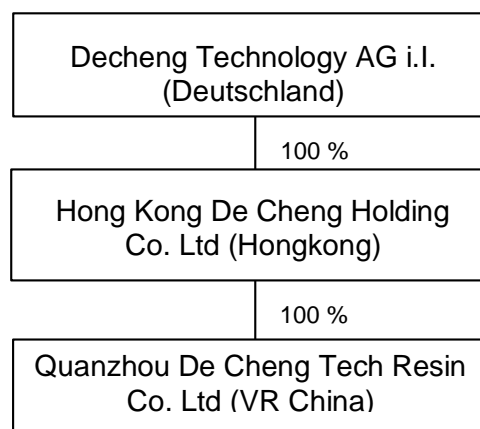 Decheng Technology AG i.I.
(Deutschland)
100 %
Hong Kong De Cheng Holding
Co. Ltd (Hongkong)
100 %
Quanzhou De Cheng Tech Resin
Co. Ltd (VR China)